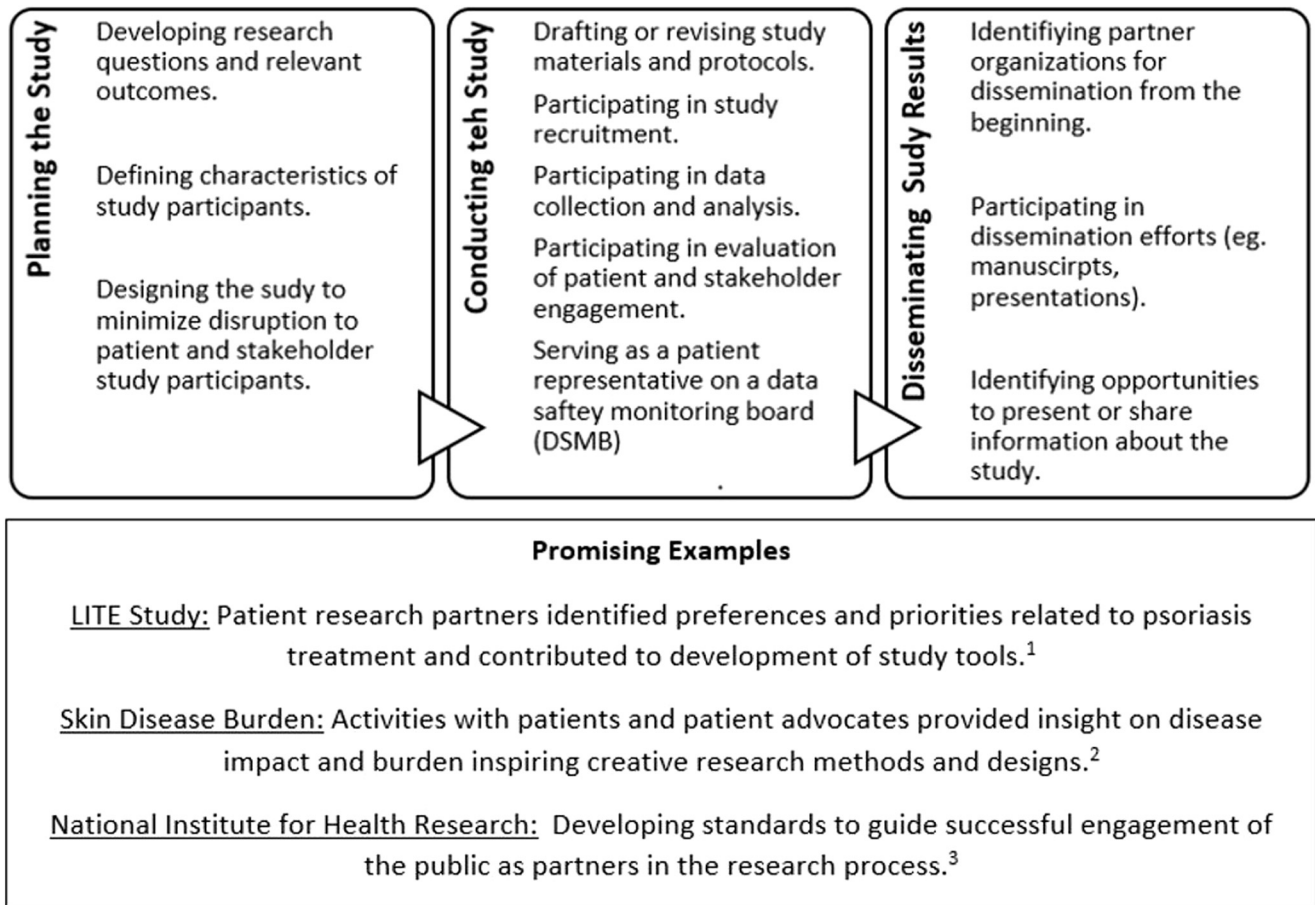 Planning the Study
Developing research
questions and relevant
outcomes.
Defining characteristics of
study participants.
Designing the sudy to
minimize disruption to
patient and stakeholder
study participants.
Conducting teh Study
Drafting or revising study
materials and protocols.
Participating in study
recruitment.
Participating in data
collection and analysis.
Participating in evaluation
of patient and stakeholder
engagement.
Serving as a patient
representative on a data
saftey monitoring board
(DSMB)
.
Disseminating Sudy Results
Identifiying partner
organizations for
dissemination from the
beginning.
Participating in
dissemination efforts (eg.
manuscirpts,
presentations).
Identifying opportunities
to present or share
information about the
study.
Promising Examples
LITE Study: Patient research partners identified preferences and priorities related to psoriasis
treatment and contributed to development of study tools.1
Skin Disease Burden: Activities with patients and patient advocates provided insight on disease
impact and burden inspiring creative research methods and designs.2
National Institute for Health Research: Developing standards to guide successful engagement of
the public as partners in the research process.3